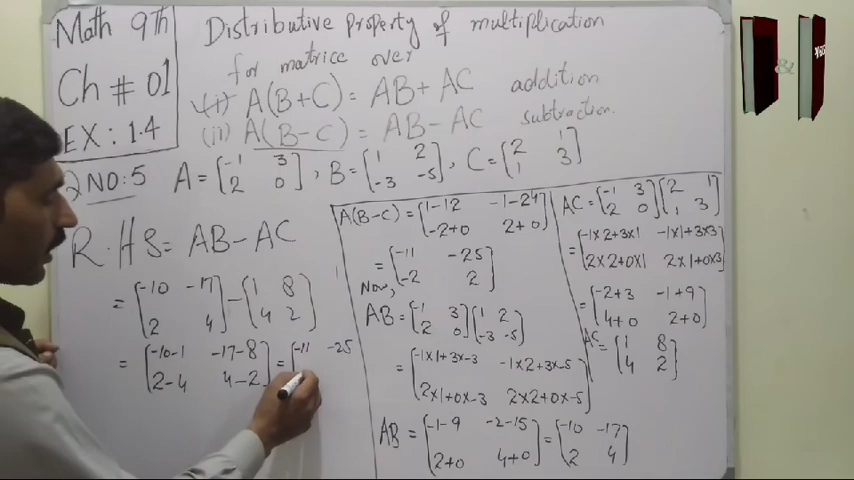 Math 9th
Ch # 01
EX: 1.4
Distributive property of multiplication
for matrice over
(i) A(B+C) = AB + AC addition
(ii) A(B-C) = AB - AC subtraction.
QNO:5 A = [-1 3; 2 0], B = [1 2; -3 -5], C = [2 1; 1 3]
R.HS = AB - AC
= [-10 -17; 2 4] - [1 8; 4 2]
= [-10-1 -17-8; 2-4 4-2] = [-11 -25
A(B-C) = [1-12 -1-24; -2+0 2+0]
= [-11 -25; -2 2]
Now,
AB = [-1 3; 2 0] [1 2; -3 -5]
= [-1×1+3×-3 -1×2+3×-5; 2×1+0×-3 2×2+0×-5]
AB = [-1-9 -2-15; 2+0 4+0] = [-10 -17; 2 4]
AC = [-1 3; 2 0] [2 1; 1 3]
= [-1×2+3×1 -1×1+3×3; 2×2+0×1 2×1+0×3]
= [-2+3 -1+9; 4+0 2+0]
AC = [1 8; 4 2]
&